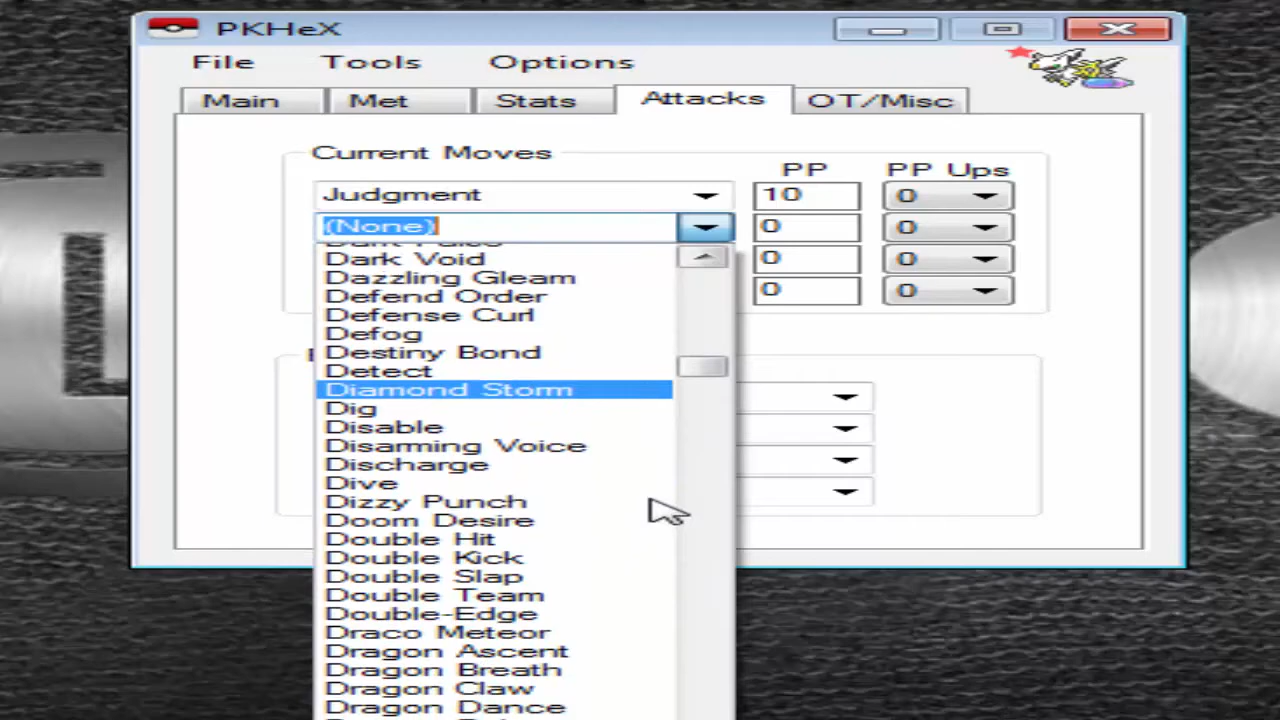 PKHeX
File Tools Options
Main Met Stats Attacks OT/Misc
Current Moves
PP PP Ups
Judgment 10 0
(None) 0 0
0 0
0 0
Dark Void
Dazzling Gleam
Defend Order
Defense Curl
Defog
Destiny Bond
Detect
Diamond Storm
Dig
Disable
Disarming Voice
Discharge
Dive
Dizzy Punch
Doom Desire
Double Hit
Double Kick
Double Slap
Double Team
Double-Edge
Draco Meteor
Dragon Ascent
Dragon Breath
Dragon Claw
Dragon Dance